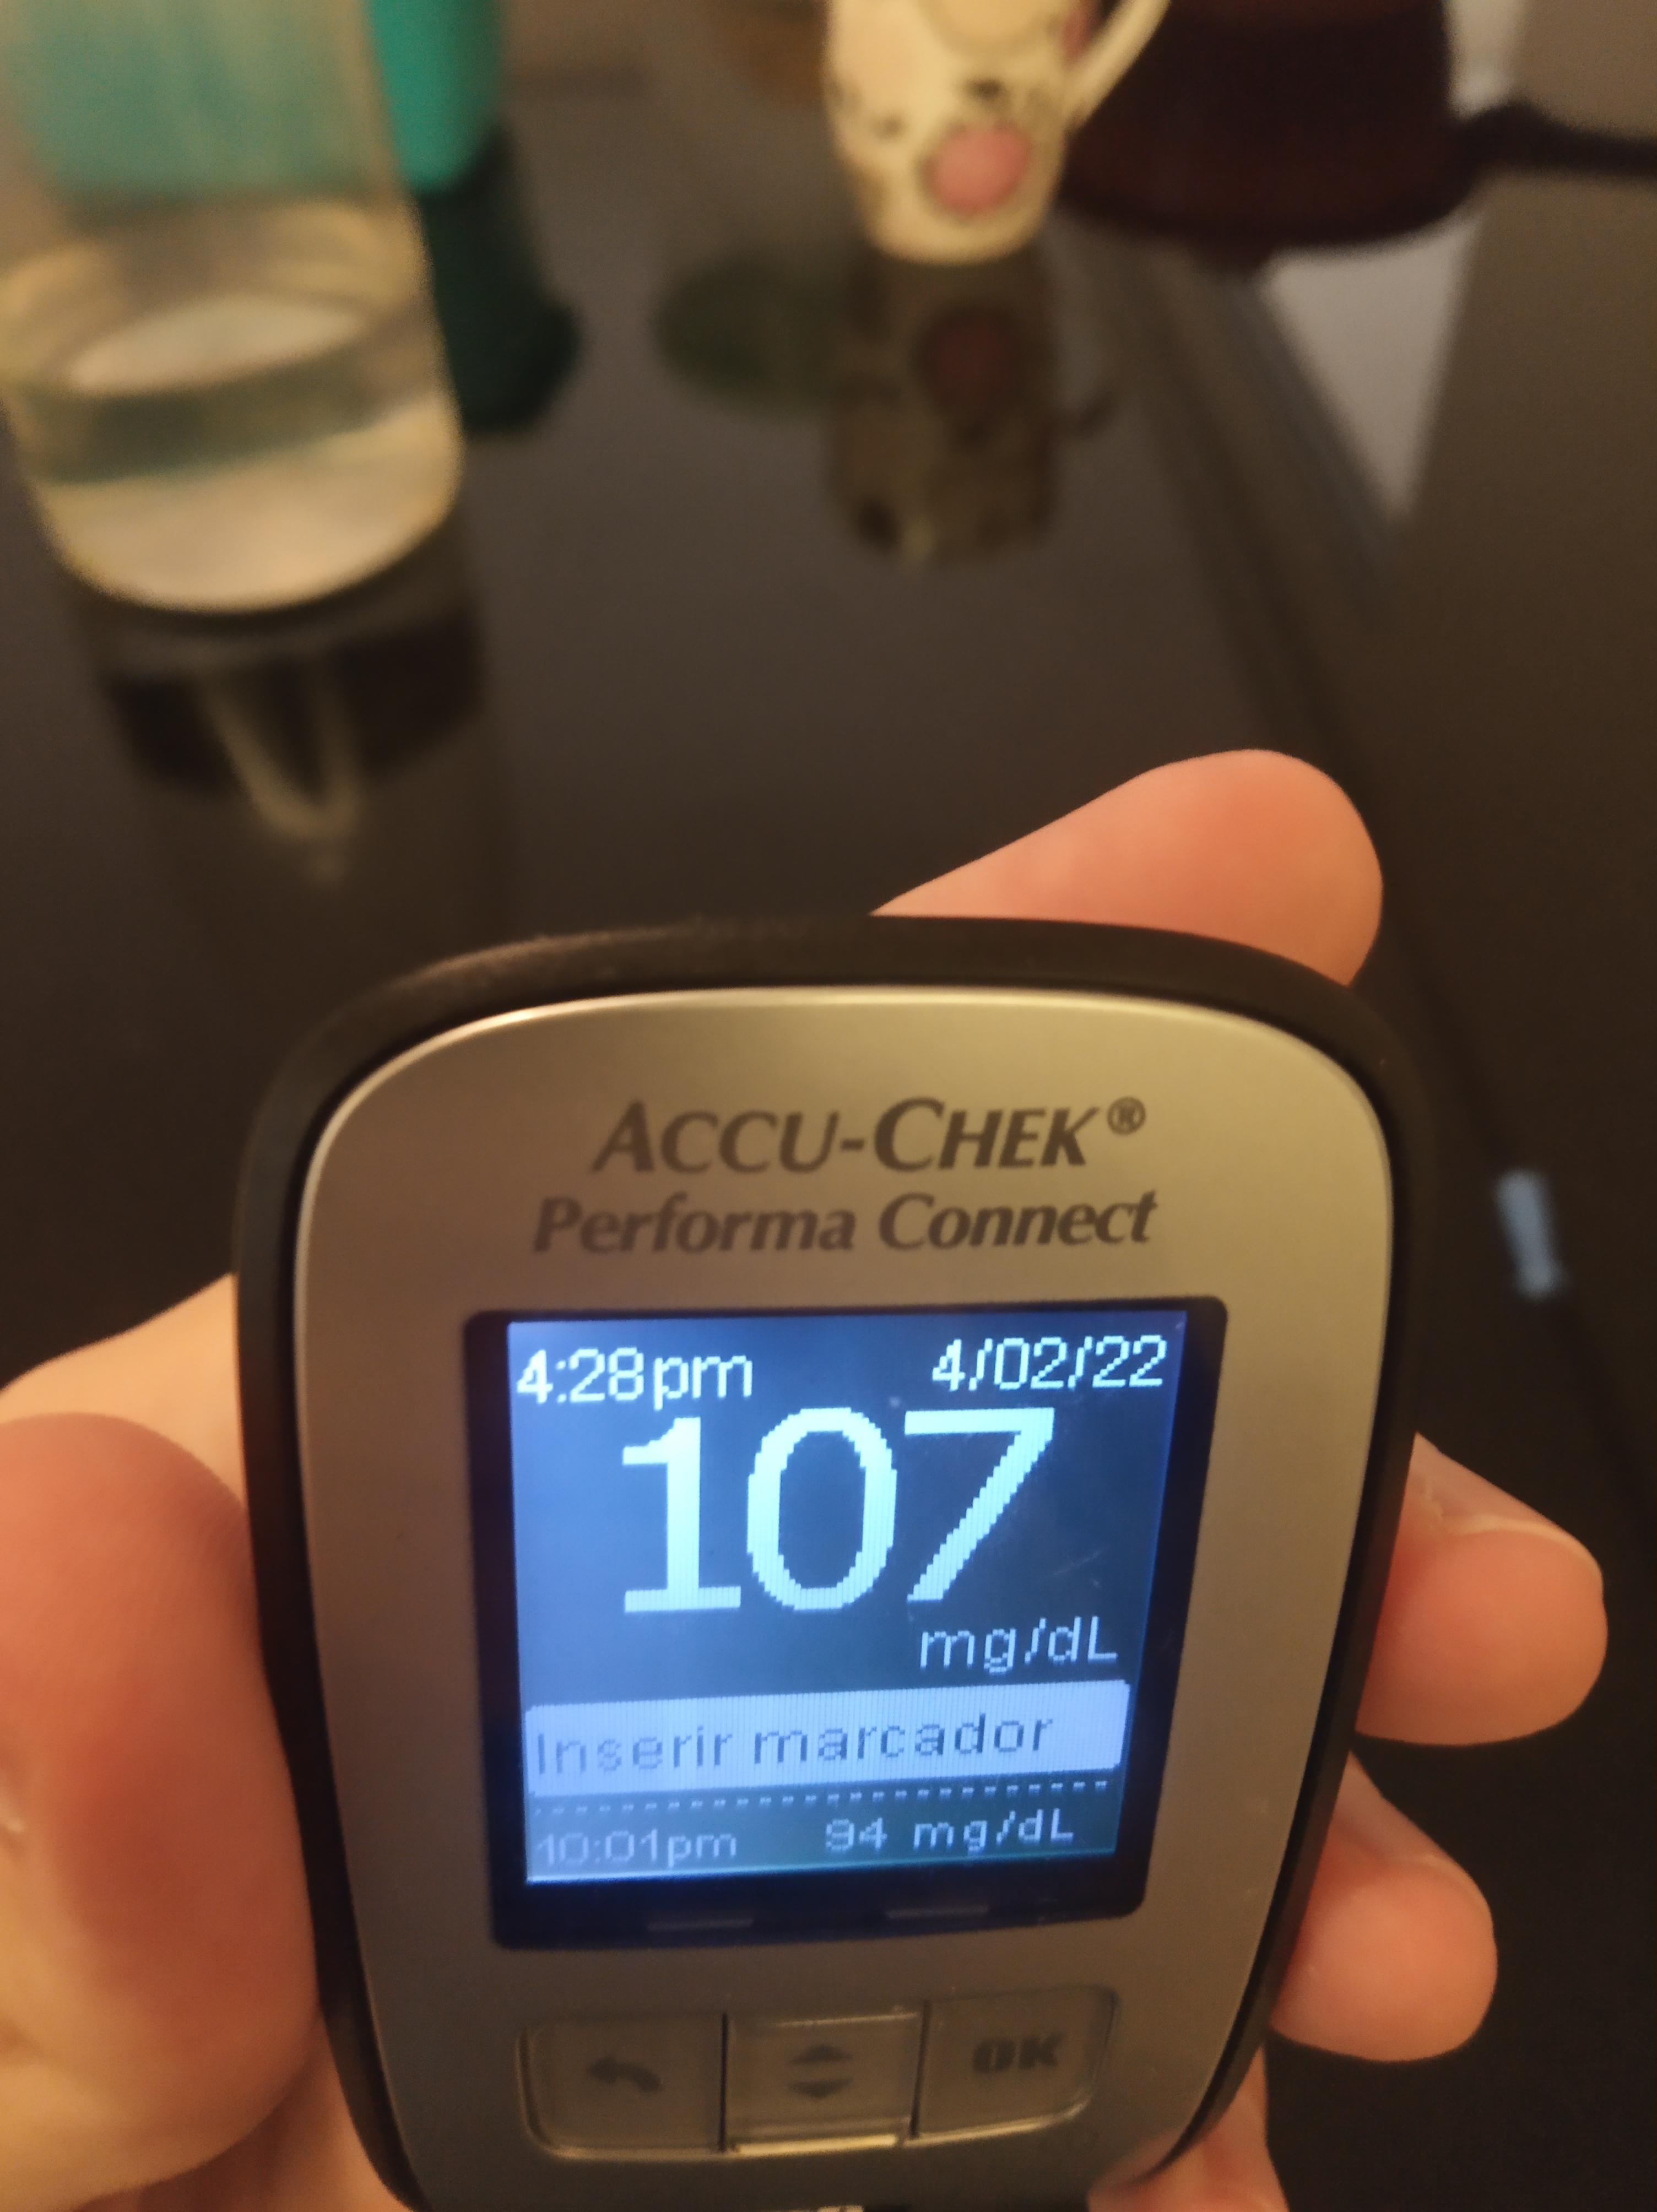 ACCU-CHEK®
Performa Connect
4:28pm 4/02/22
107
mg/dL
Inserir marcador
10:01pm 94 mg/dL
OK